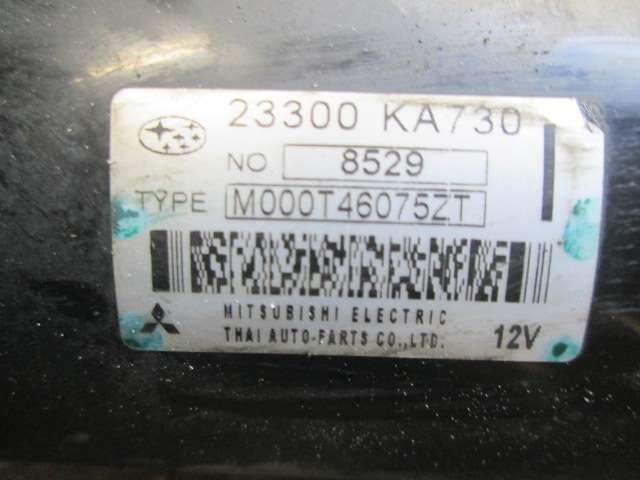 23300 KA730
NO 8529
TYPE M000T46075ZT
MITSUBISHI ELECTRIC
THAI AUTO-PARTS CO.,LTD. 12V